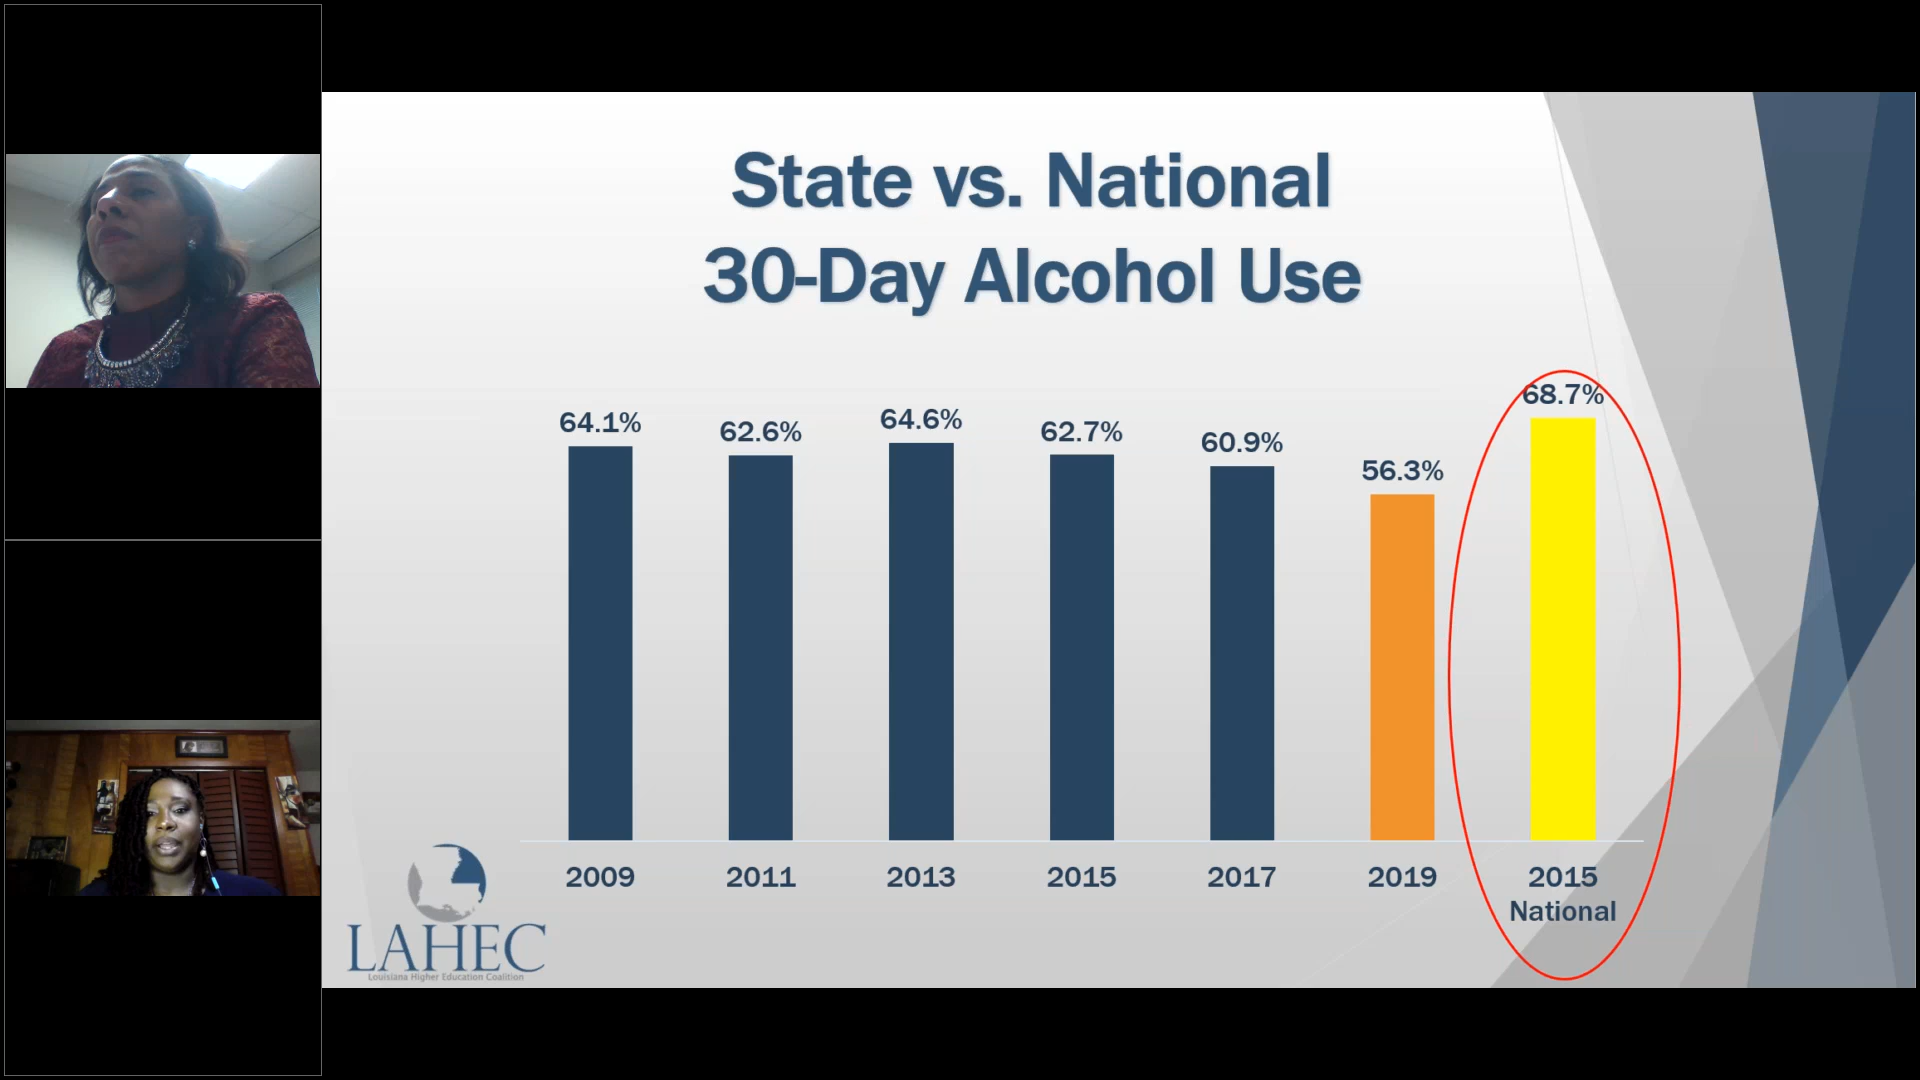 State vs. National
30-Day Alcohol Use
64.1%
62.6%
64.6%
62.7%
60.9%
56.3%
68.7%
2009
2011
2013
2015
2017
2019
2015
National
LAHEC
Louisiana Higher Education Coalition